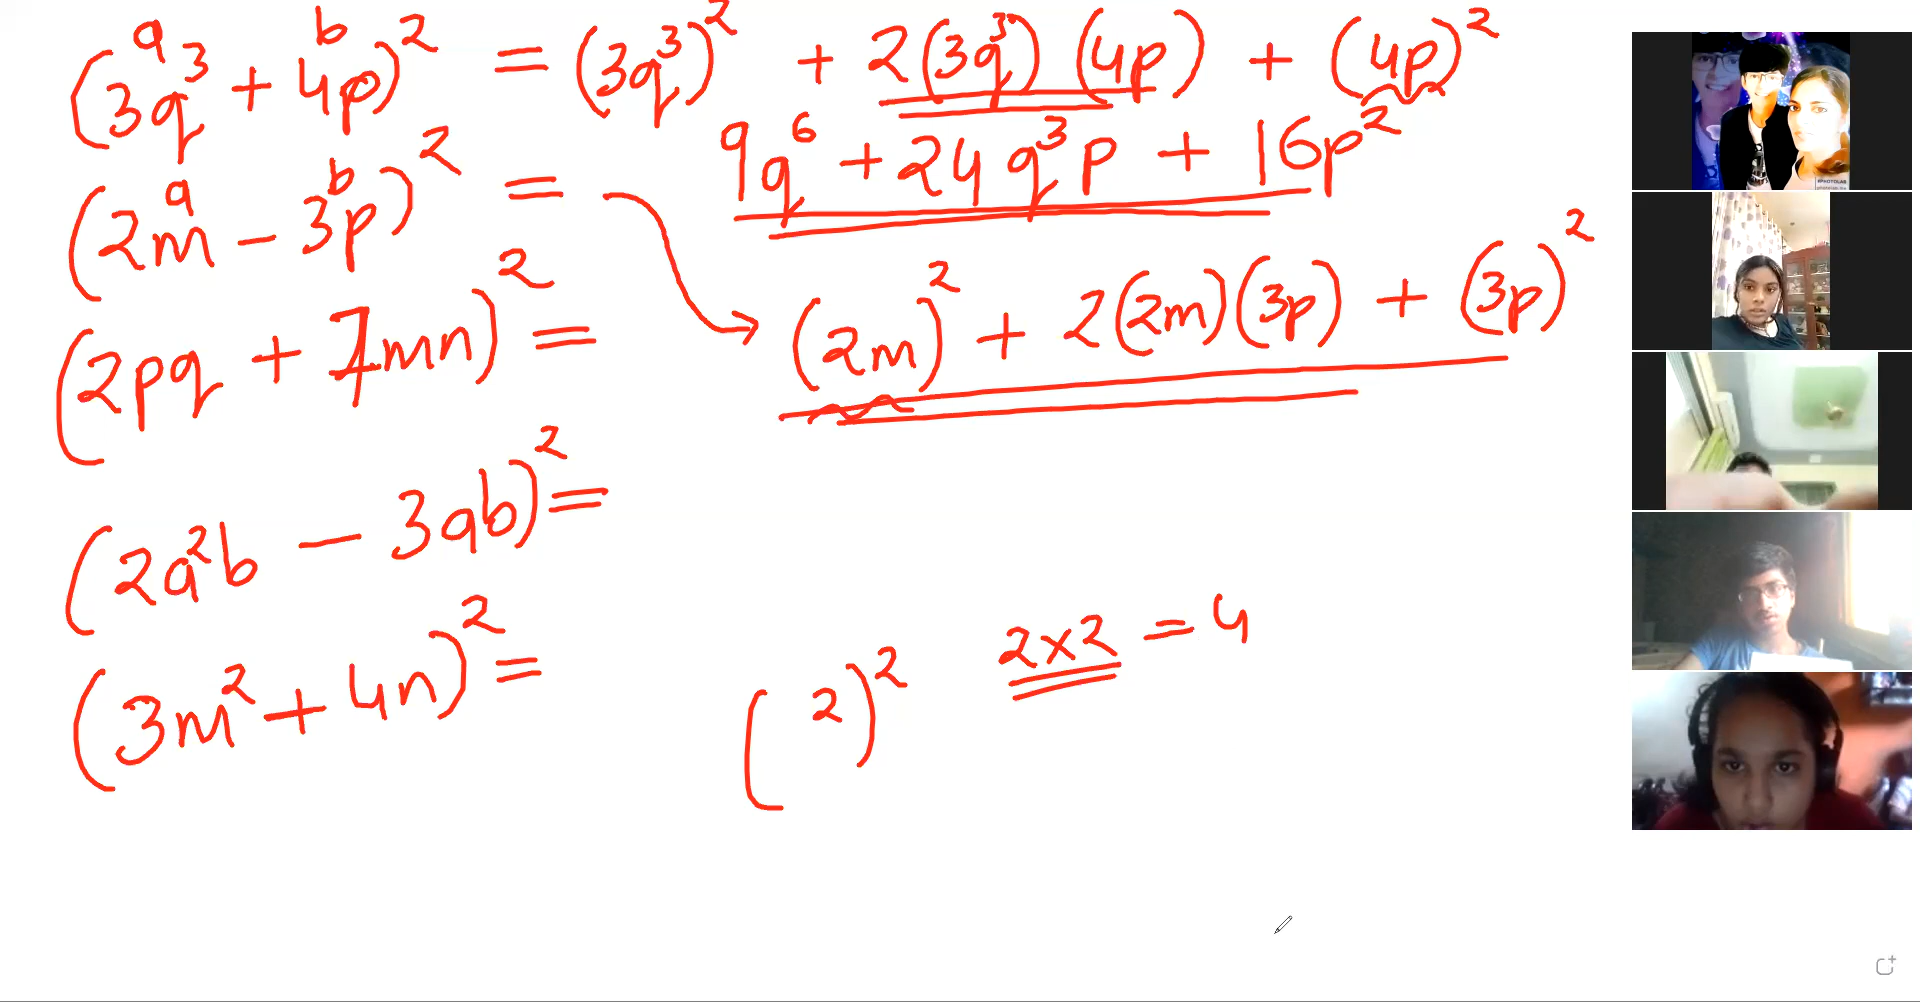 a b
(3q³ + 4p)² = (3q³)² + 2(3q³)(4p) + (4p)²
9q⁶ + 24q³p + 16p²
a b
(2m - 3p)² =
(2m)² + 2(2m)(3p) + (3p)²
(2pq + 7mn)² =
(2a²b - 3ab)² =
(3m² + 4n)² =
(2)²
2×2 = 4